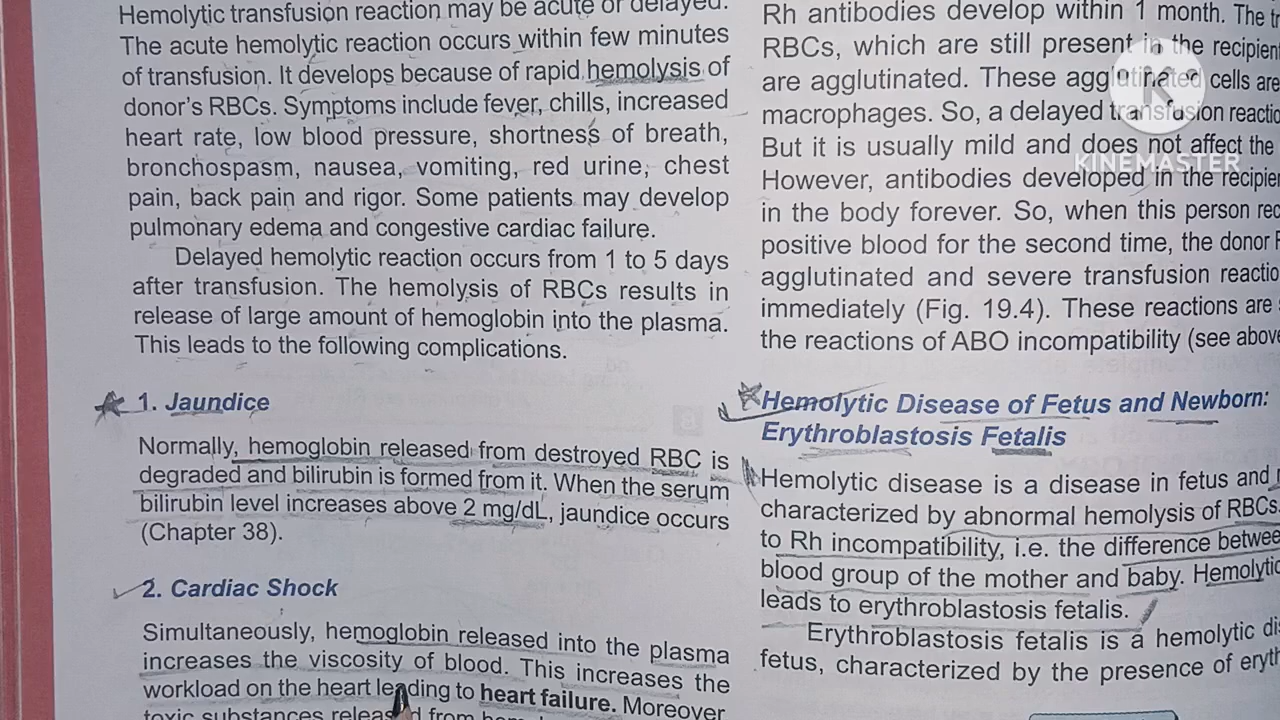 Hemolytic transfusion reaction may be acute or delayed.
The acute hemolytic reaction occurs within few minutes
of transfusion. It develops because of rapid hemolysis of
donor's RBCs. Symptoms include fever, chills, increased
heart rate, low blood pressure, shortness of breath,
bronchospasm, nausea, vomiting, red urine, chest
pain, back pain and rigor. Some patients may develop
pulmonary edema and congestive cardiac failure.
Delayed hemolytic reaction occurs from 1 to 5 days
after transfusion. The hemolysis of RBCs results in
release of large amount of hemoglobin into the plasma.
This leads to the following complications.
1. Jaundice
Normally, hemoglobin released from destroyed RBC is
degraded and bilirubin is formed from it. When the serum
bilirubin level increases above 2 mg/dL, jaundice occurs
(Chapter 38).
2. Cardiac Shock
Simultaneously, hemoglobin released into the plasma
increases the viscosity of blood. This increases the
workload on the heart leading to heart failure. Moreover
toxic substances released from
Rh antibodies develop within 1 month. The
RBCs, which are still present in the
are agglutinated. These agglutinated cells are
macrophages. So, a delayed transfusion
But it is usually mild and does not affect the
However, antibodies developed in the
in the body forever. So, when this person
positive blood for the second time, the donor
agglutinated and severe transfusion
immediately (Fig. 19.4). These reactions are
the reactions of ABO incompatibility (see
Hemolytic Disease of Fetus and Newborn:
Erythroblastosis Fetalis
Hemolytic disease is a disease in fetus and
characterized by abnormal hemolysis of RBCs
to Rh incompatibility, i.e. the difference
blood group of the mother and baby. Hemolytic
leads to erythroblastosis fetalis.
Erythroblastosis fetalis is a hemolytic
fetus, characterized by the presence of
K
KINEMASTER